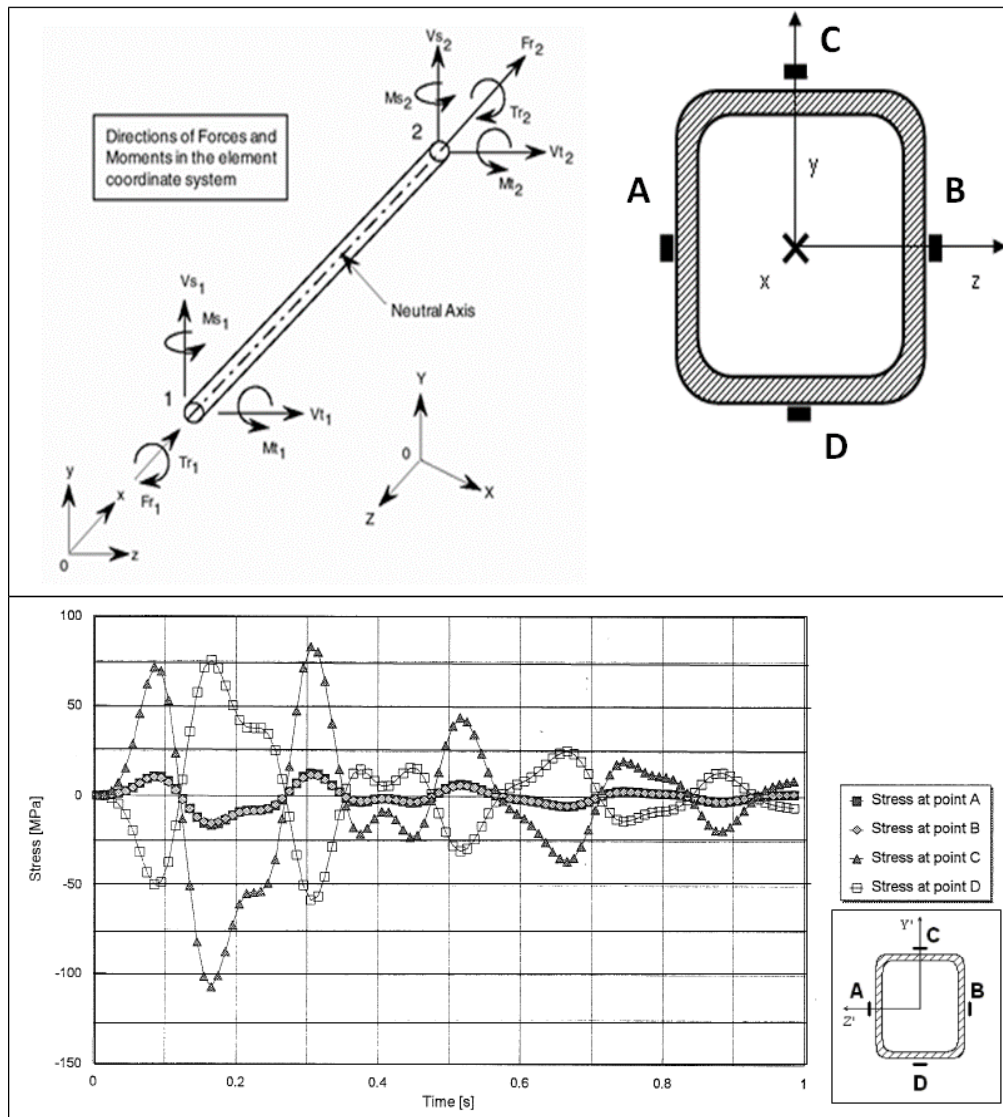 Directions of Forces and
Moments in the element
coordinate system
Vs2
Fr2
Ms2
Tr2
2
Vt2
Mt2
Vs1
Ms1
Neutral Axis
1
Vt1
Mt1
Tr1
Fr1
y
x
0
z
Y
0
X
Z
C
y
A
B
x
z
D
Stress [MPa]
100
50
0
-50
-100
-150
0
0.2
0.4
0.6
0.8
1
Time [s]
Stress at point A
Stress at point B
Stress at point C
Stress at point D
Y'
C
A
B
Z'
D